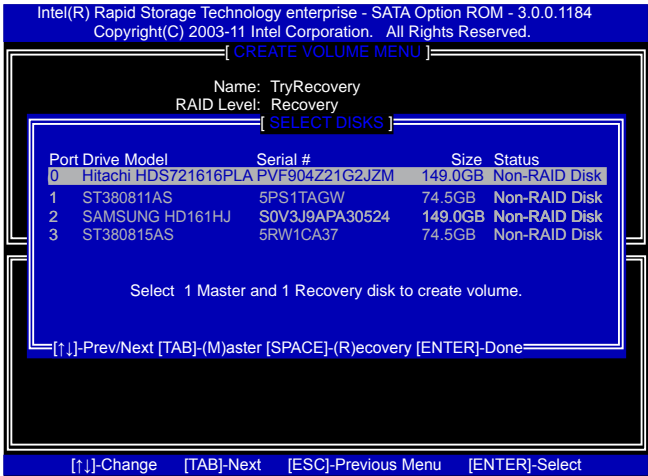 Intel(R) Rapid Storage Technology enterprise - SATA Option ROM - 3.0.0.1184
Copyright(C) 2003-11 Intel Corporation. All Rights Reserved.
[ CREATE VOLUME MENU ]
Name: TryRecovery
RAID Level: Recovery
[ SELECT DISKS ]
Port Drive Model Serial # Size Status
0 Hitachi HDS721616PLA PVF904Z21G2JZM 149.0GB Non-RAID Disk
1 ST380811AS 5PS1TAGW 74.5GB Non-RAID Disk
2 SAMSUNG HD161HJ S0V3J9APA30524 149.0GB Non-RAID Disk
3 ST380815AS 5RW1CA37 74.5GB Non-RAID Disk
Select 1 Master and 1 Recovery disk to create volume.
[↑↓]-Prev/Next [TAB]-(M)aster [SPACE]-(R)ecovery [ENTER]-Done
[↑↓]-Change [TAB]-Next [ESC]-Previous Menu [ENTER]-Select